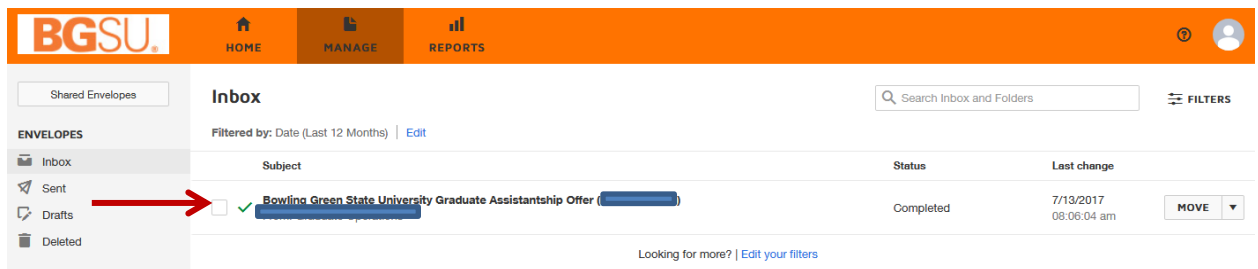 BGSU®
HOME MANAGE REPORTS
Shared Envelopes
Inbox
Search Inbox and Folders
FILTERS
ENVELOPES
Filtered by: Date (Last 12 Months) | Edit
Inbox
Subject Status Last change
Sent
Bowling Green State University Graduate Assistantship Offer ( )
Completed
7/13/2017
08:06:04 am
MOVE
Drafts
Deleted
Looking for more? | Edit your filters